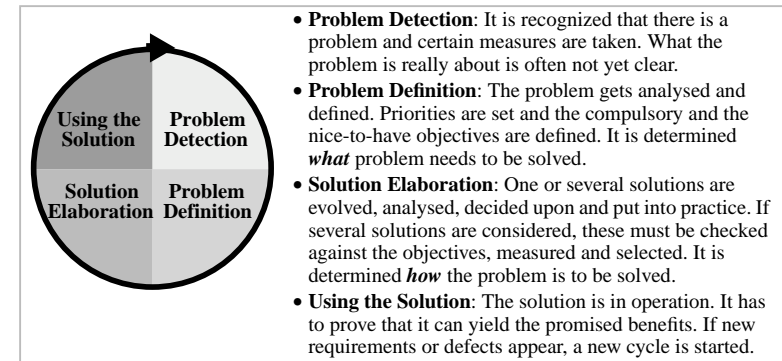 Using the
Solution
Problem
Detection
Solution
Elaboration
Problem
Definition
• Problem Detection: It is recognized that there is a
problem and certain measures are taken. What the
problem is really about is often not yet clear.
• Problem Definition: The problem gets analysed and
defined. Priorities are set and the compulsory and the
nice-to-have objectives are defined. It is determined
what problem needs to be solved.
• Solution Elaboration: One or several solutions are
evolved, analysed, decided upon and put into practice. If
several solutions are considered, these must be checked
against the objectives, measured and selected. It is
determined how the problem is to be solved.
• Using the Solution: The solution is in operation. It has
to prove that it can yield the promised benefits. If new
requirements or defects appear, a new cycle is started.